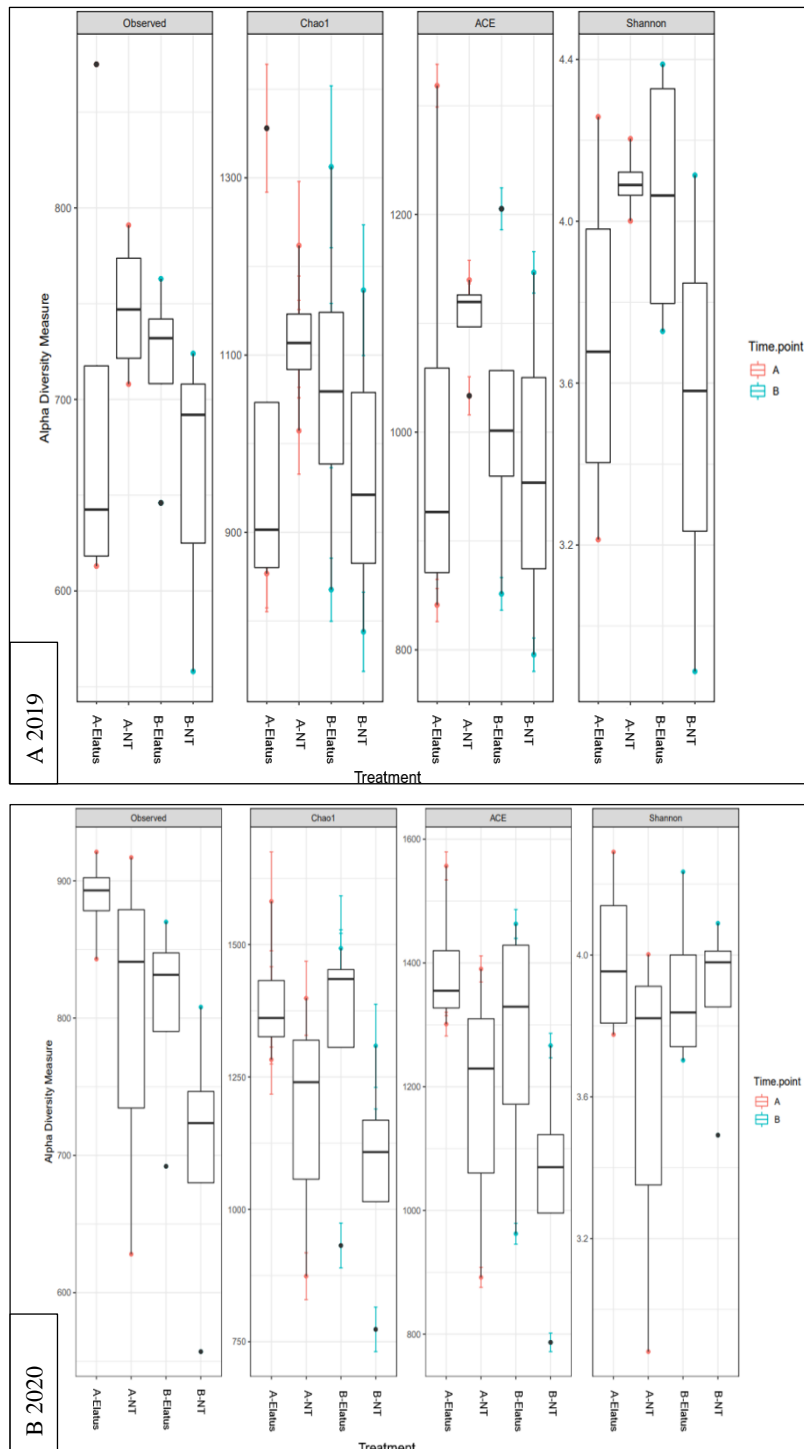 Observed
Chao1
ACE
Shannon
Alpha Diversity Measure
800
700
600
1300
1100
900
1200
1000
800
4.4
4.0
3.6
3.2
Time.point
A
B
A-Elatus
A-NT
B-Elatus
B-NT
A-Elatus
A-NT
B-Elatus
B-NT
A-Elatus
A-NT
B-Elatus
B-NT
A-Elatus
A-NT
B-Elatus
B-NT
Treatment
A 2019
Observed
Chao1
ACE
Shannon
Alpha Diversity Measure
900
800
700
600
1500
1250
1000
750
1600
1400
1200
1000
800
4.0
3.6
3.2
Time.point
A
B
A-Elatus
A-NT
B-Elatus
B-NT
A-Elatus
A-NT
B-Elatus
B-NT
A-Elatus
A-NT
B-Elatus
B-NT
A-Elatus
A-NT
B-Elatus
B-NT
Treatment
B 2020